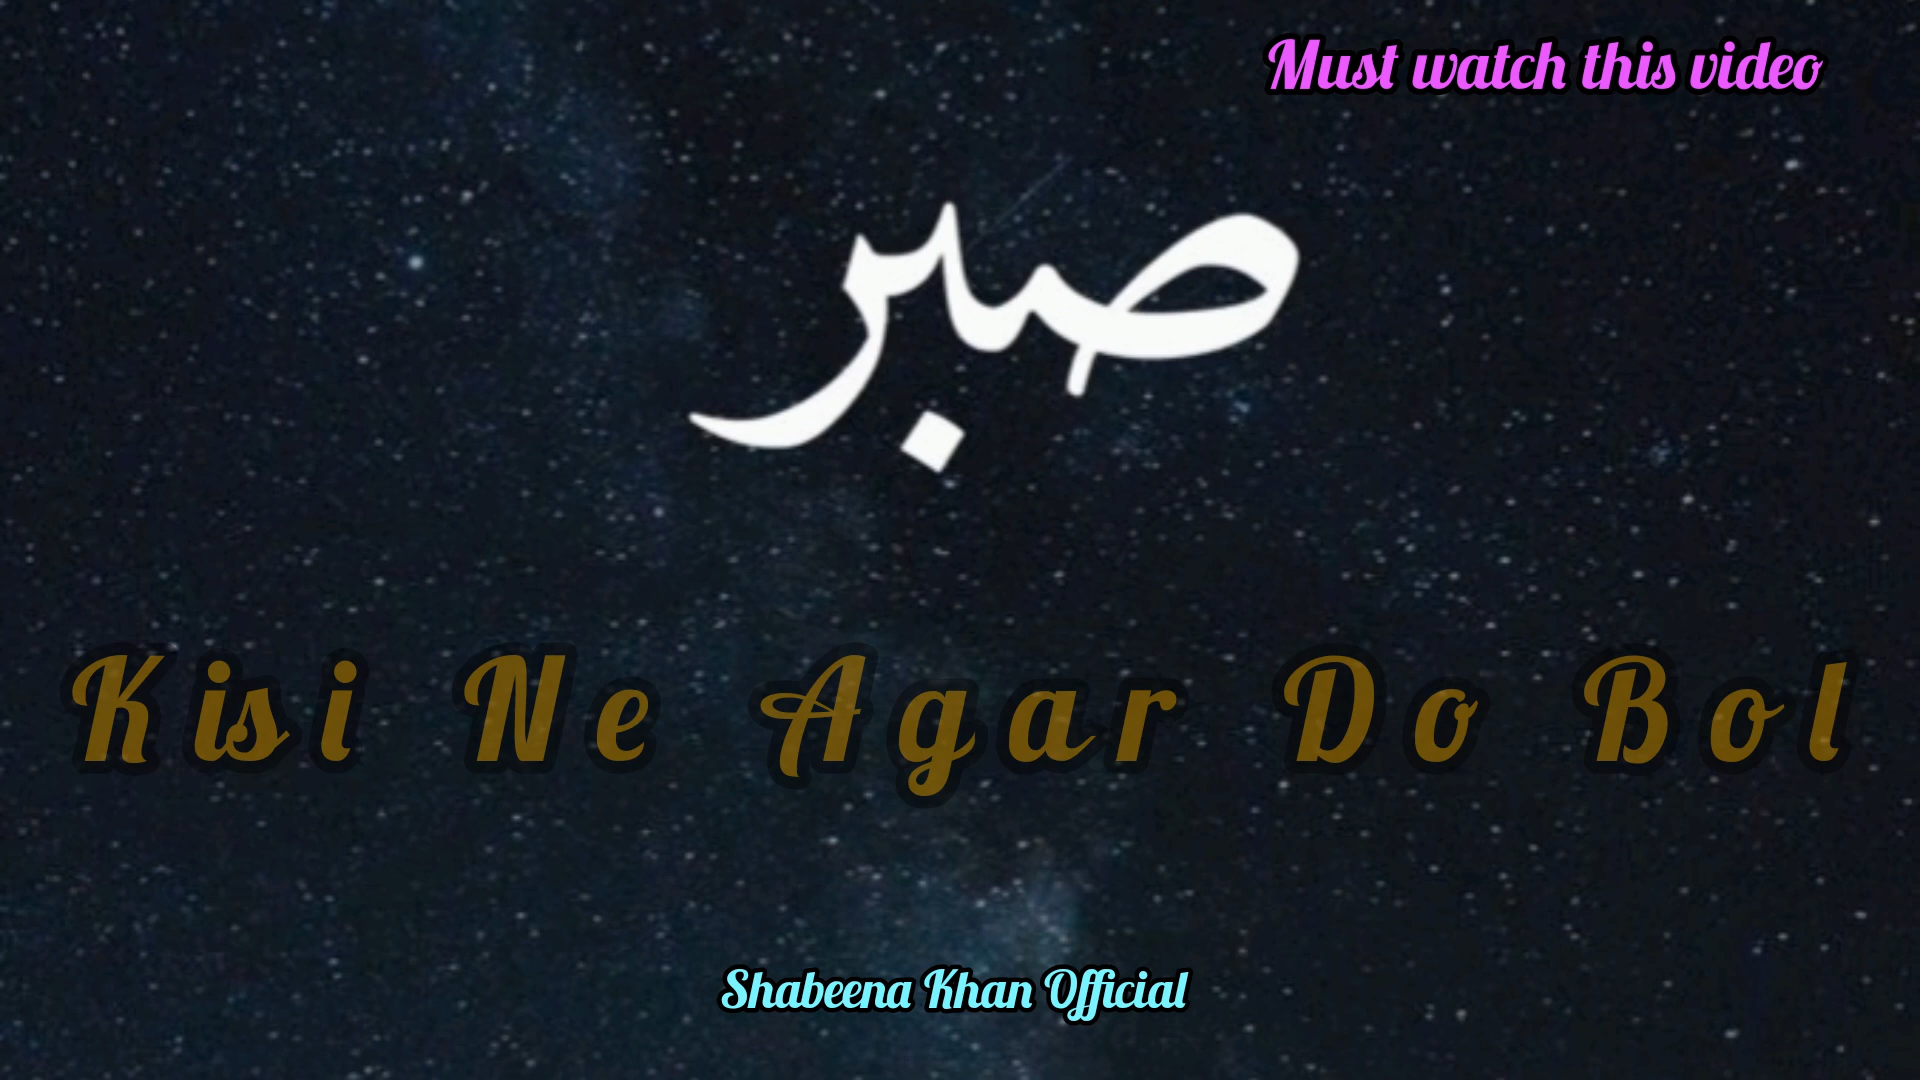 Must watch this video
صبر
Kisi Ne Agar Do Bol
Shabeena Khan Official